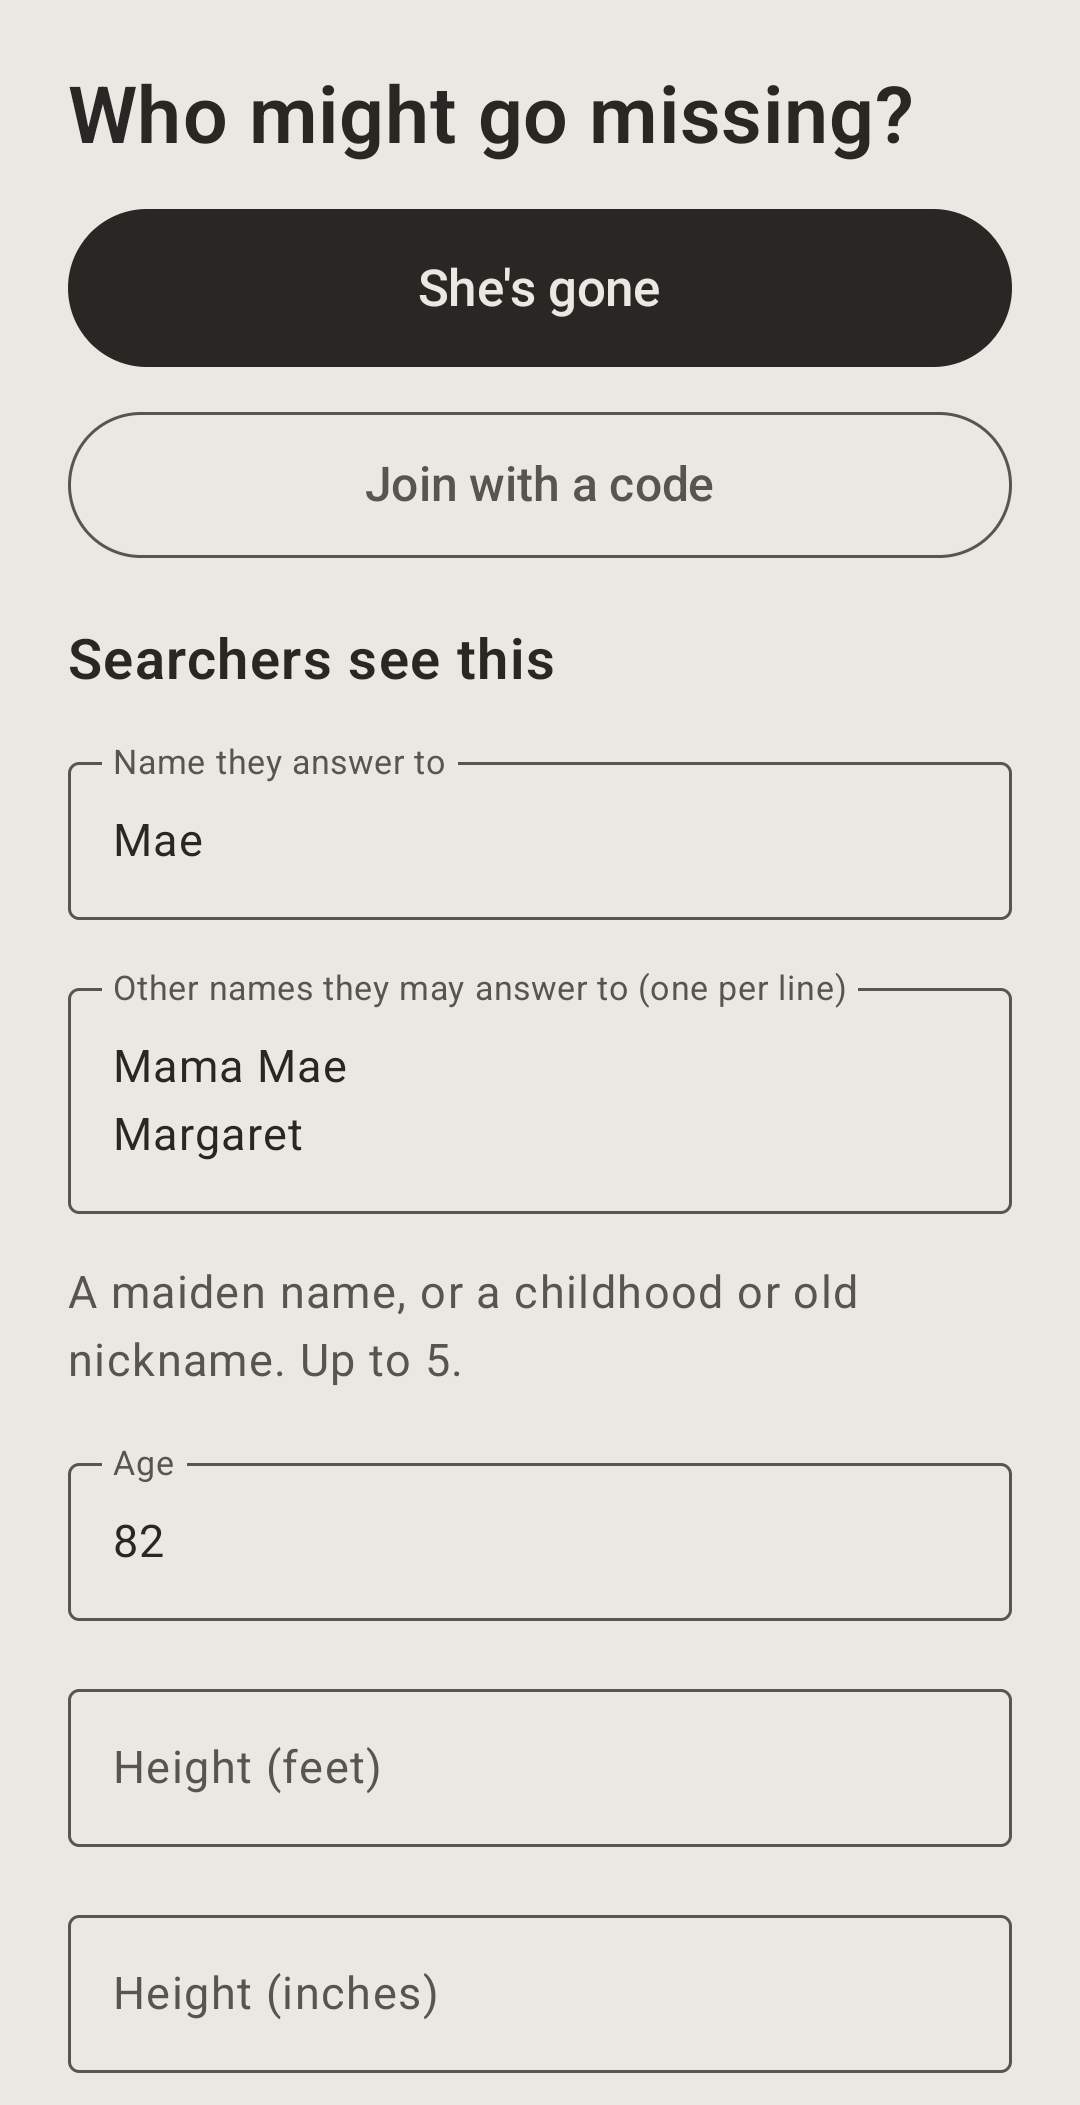 Who might go missing?
She's gone
Join with a code
Searchers see this
Name they answer to
Mae
Other names they may answer to (one per line)
Mama Mae
Margaret
A maiden name, or a childhood or old
nickname. Up to 5.
Age
82
Height (feet)
Height (inches)